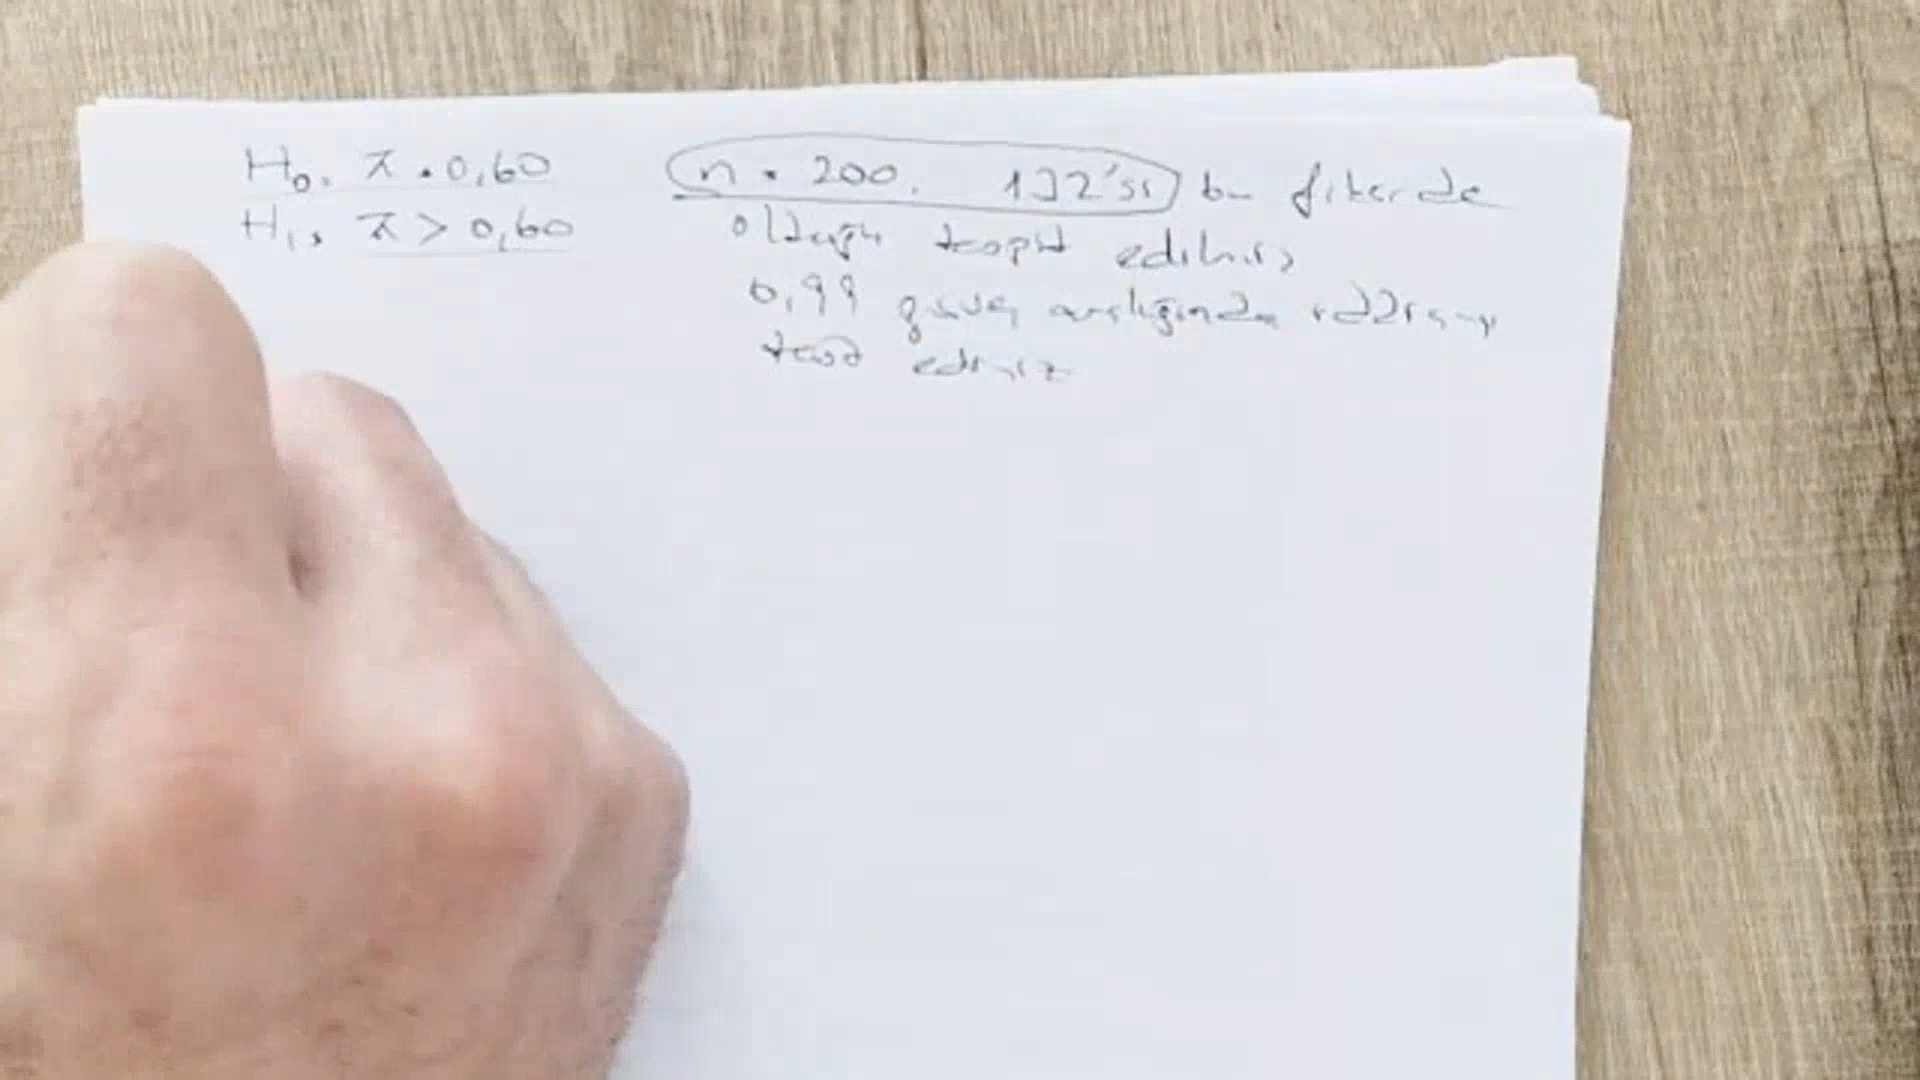 H₀: π = 0,60
H₁: π > 0,60
n = 200, 132'si bu fikirde
olduğu tespit edilmiş
0,99 güven aralığında iddiayı
test ediniz